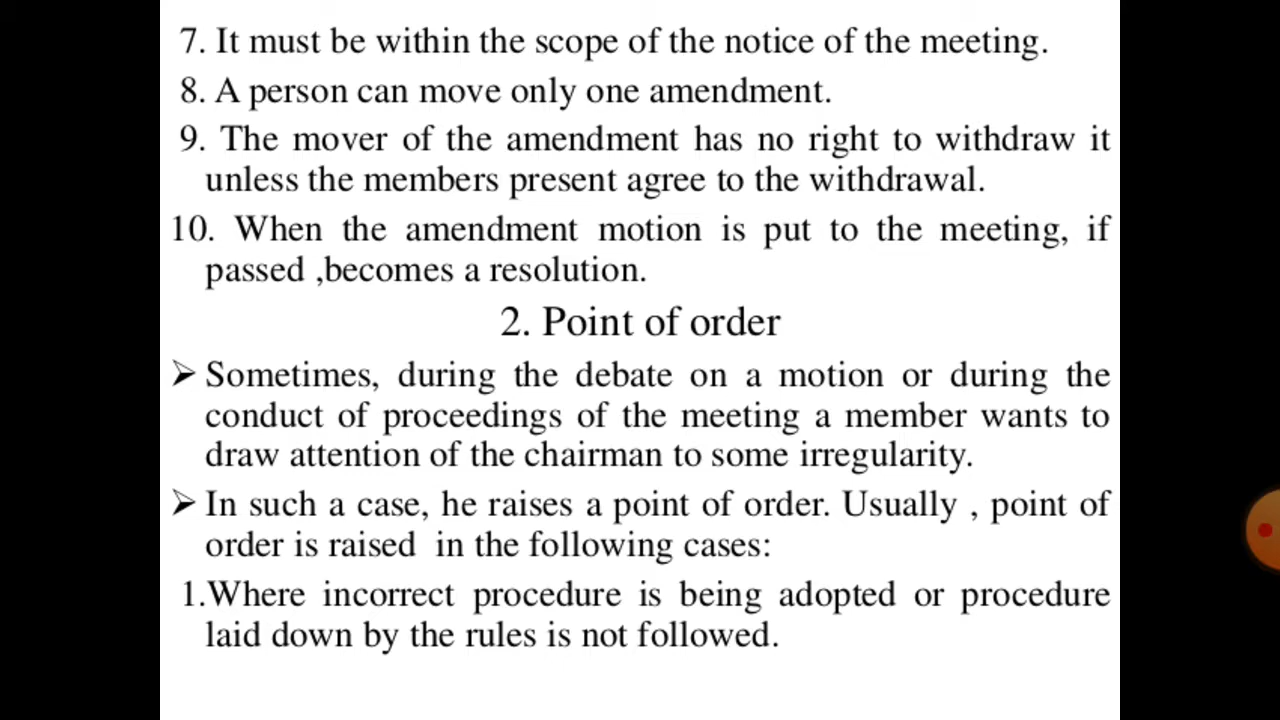 7. It must be within the scope of the notice of the meeting.
8. A person can move only one amendment.
9. The mover of the amendment has no right to withdraw it
unless the members present agree to the withdrawal.
10. When the amendment motion is put to the meeting, if
passed ,becomes a resolution.
2. Point of order
➢ Sometimes, during the debate on a motion or during the
conduct of proceedings of the meeting a member wants to
draw attention of the chairman to some irregularity.
➢ In such a case, he raises a point of order. Usually , point of
order is raised  in the following cases:
1.Where incorrect procedure is being adopted or procedure
laid down by the rules is not followed.